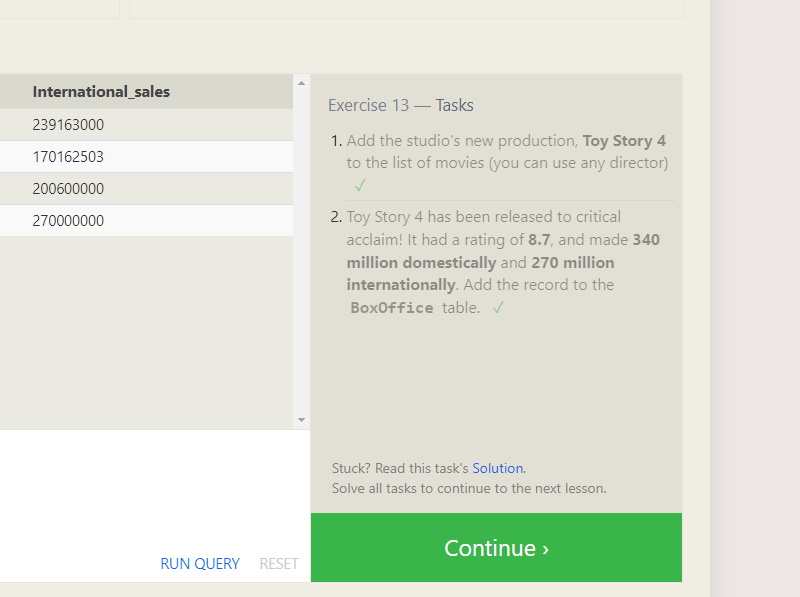 International_sales
239163000
170162503
200600000
270000000
Exercise 13 — Tasks
1. Add the studio's new production, Toy Story 4
to the list of movies (you can use any director)
✓
2. Toy Story 4 has been released to critical
acclaim! It had a rating of 8.7, and made 340
million domestically and 270 million
internationally. Add the record to the
BoxOffice table. ✓
Stuck? Read this task's Solution.
Solve all tasks to continue to the next lesson.
RUN QUERY RESET
Continue ›